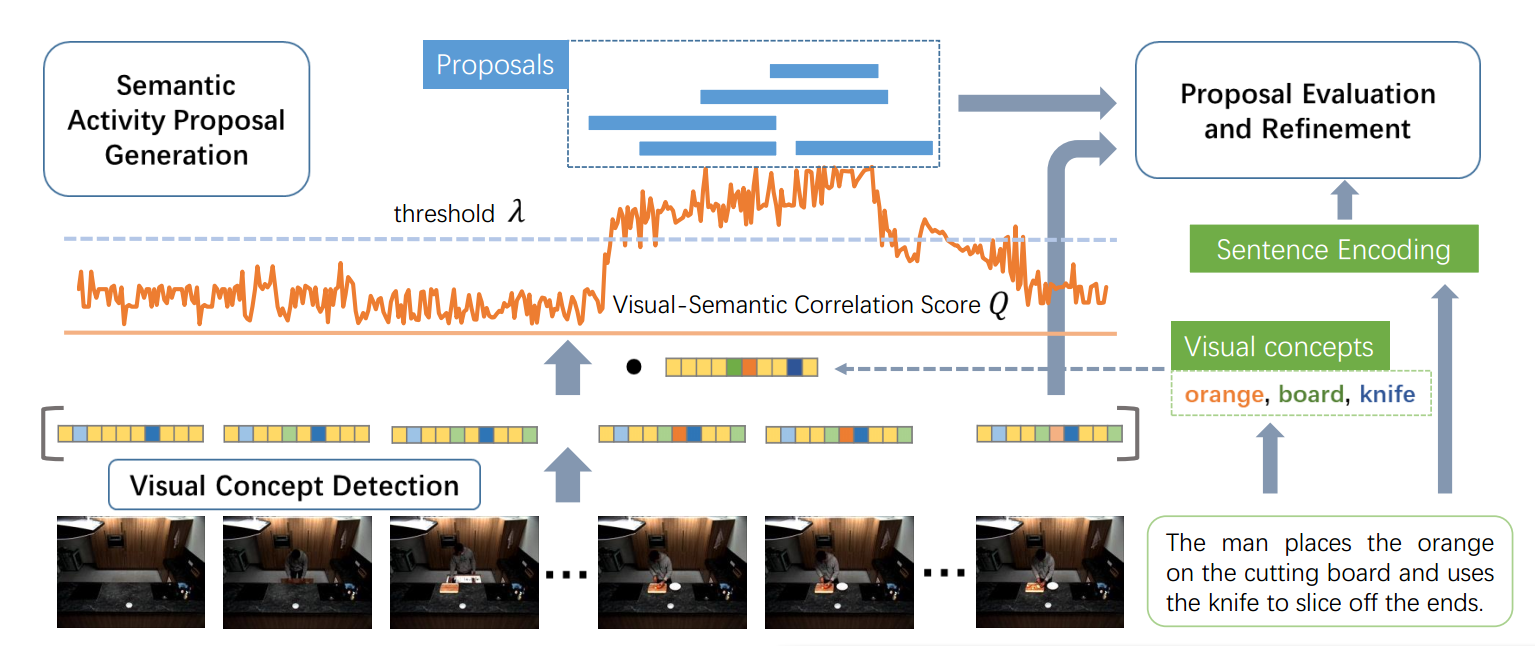 Semantic
Activity Proposal
Generation
Proposals
Proposal Evaluation
and Refinement
threshold λ
Sentence Encoding
Visual-Semantic Correlation Score Q
Visual concepts
orange, board, knife
Visual Concept Detection
The man places the orange
on the cutting board and uses
the knife to slice off the ends.